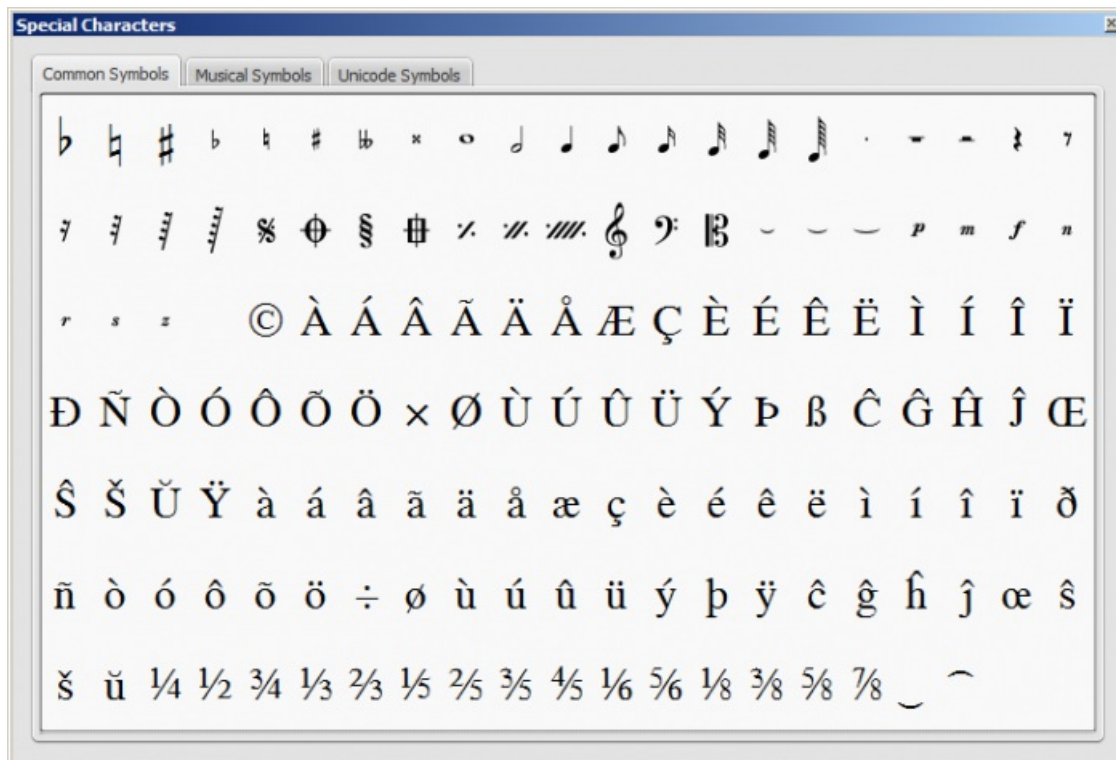 Special Characters
Common Symbols Musical Symbols Unicode Symbols
♭ ♮ ♯ ♭ ♮ ♯ 𝄫 𝄪 𝅝 𝅗𝅥 𝅘𝅥 𝅘𝅥𝅮 𝅘𝅥𝅯 𝅘𝅥𝅰 𝅘𝅥𝅱 𝅘𝅥𝅲 · 𝄻 𝄼 𝄽 𝄾
𝄿 𝅀 𝅁 𝅂 𝄋 𝄌 § 𝄎 𝄏 𝄞 𝄢 𝄡 ‿ ‿ ‿ p m f n
r s z © À Á Â Ã Ä Å Æ Ç È É Ê Ë Ì Í Î Ï
Ð Ñ Ò Ó Ô Õ Ö × Ø Ù Ú Û Ü Ý Þ ß Ĉ Ĝ Ĥ Ĵ Œ
Ŝ Š Ŭ Ÿ à á â ã ä å æ ç è é ê ë ì í î ï ð
ñ ò ó ô õ ö ÷ ø ù ú û ü ý þ ÿ ĉ ĝ ĥ ĵ œ ŝ
š ŭ ¼ ½ ¾ ⅓ ⅔ ⅕ ⅖ ⅗ ⅘ ⅙ ⅚ ⅛ ⅜ ⅝ ⅞ ‿ ⁀